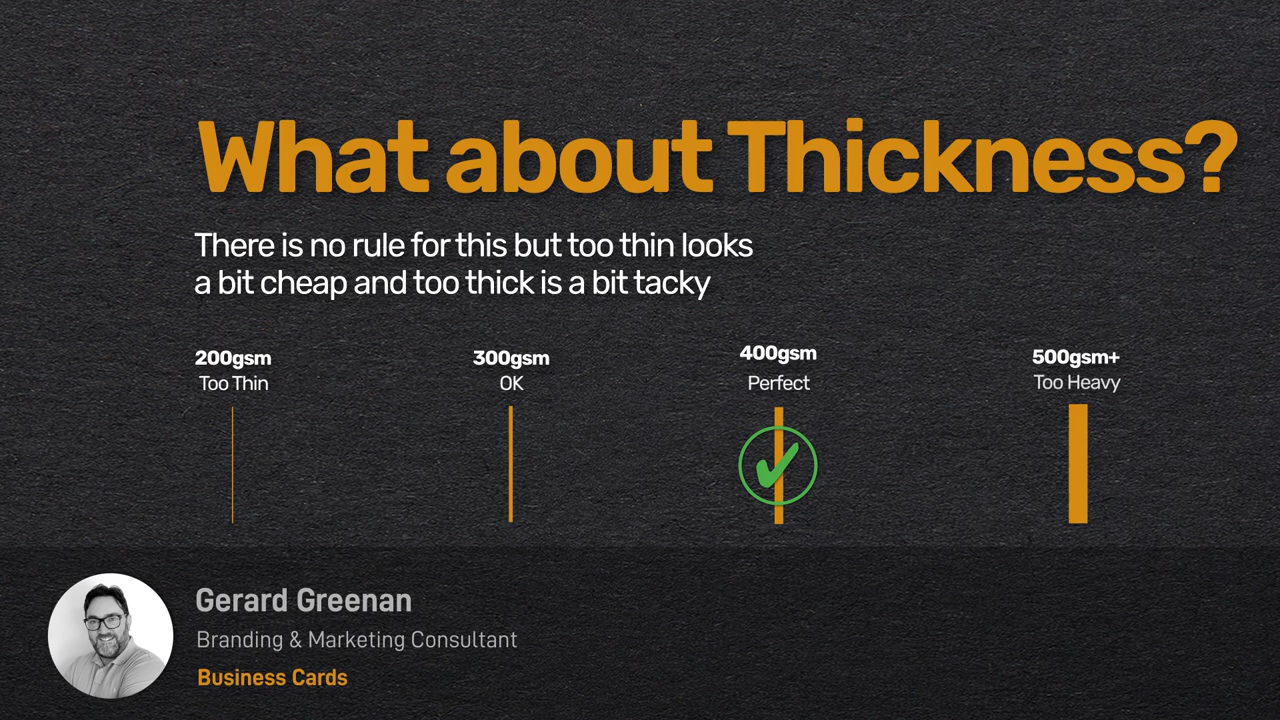 What about Thickness?
There is no rule for this but too thin looks
a bit cheap and too thick is a bit tacky
200gsm
Too Thin
300gsm
OK
400gsm
Perfect
500gsm+
Too Heavy
Gerard Greenan
Branding & Marketing Consultant
Business Cards